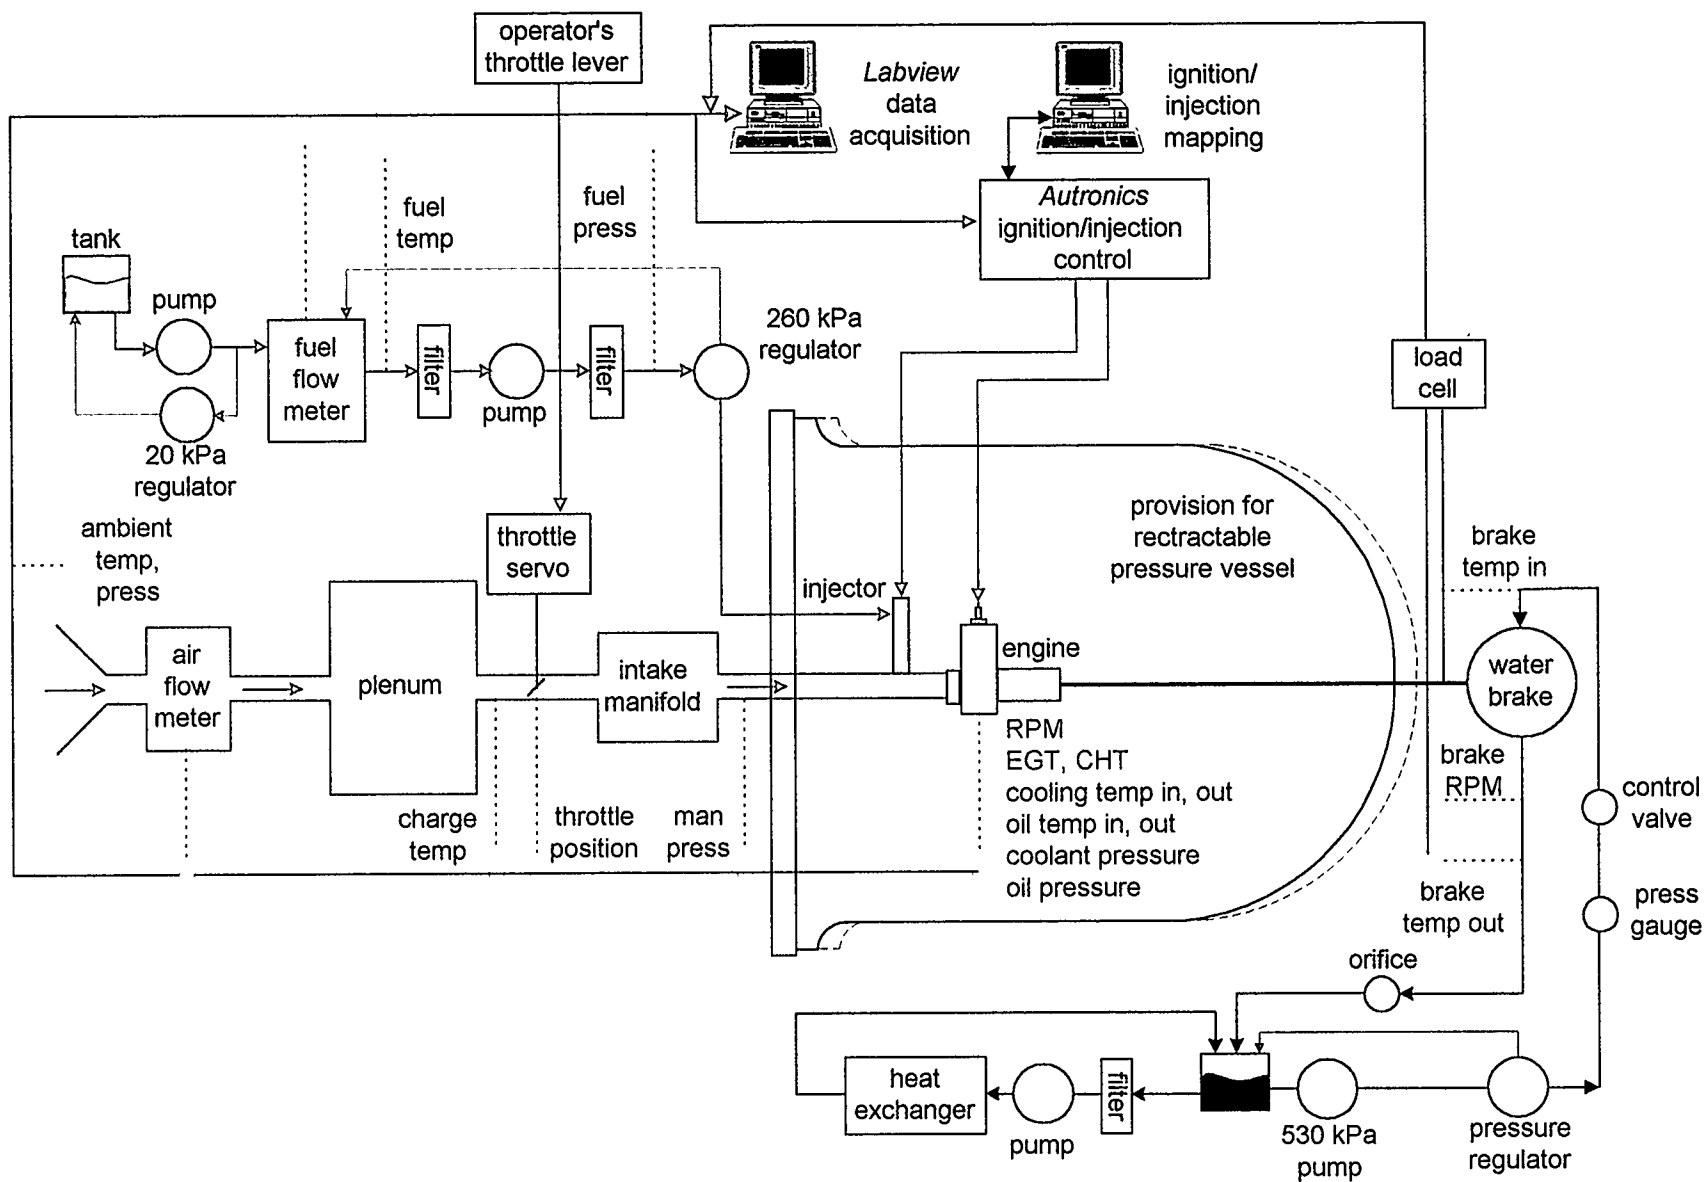 operator's
throttle lever
Labview
data
acquisition
ignition/
injection
mapping
Autronics
ignition/injection
control
fuel
temp
fuel
press
tank
pump
fuel
flow
meter
filter
pump
filter
260 kPa
regulator
load
cell
20 kPa
regulator
ambient
temp,
press
throttle
servo
provision for
rectractable
pressure vessel
brake
temp in
injector
air
flow
meter
plenum
intake
manifold
engine
water
brake
RPM
EGT, CHT
cooling temp in, out
oil temp in, out
coolant pressure
oil pressure
brake
RPM
control
valve
charge
temp
throttle
position
man
press
brake
temp out
press
gauge
orifice
heat
exchanger
pump
filter
530 kPa
pump
pressure
regulator